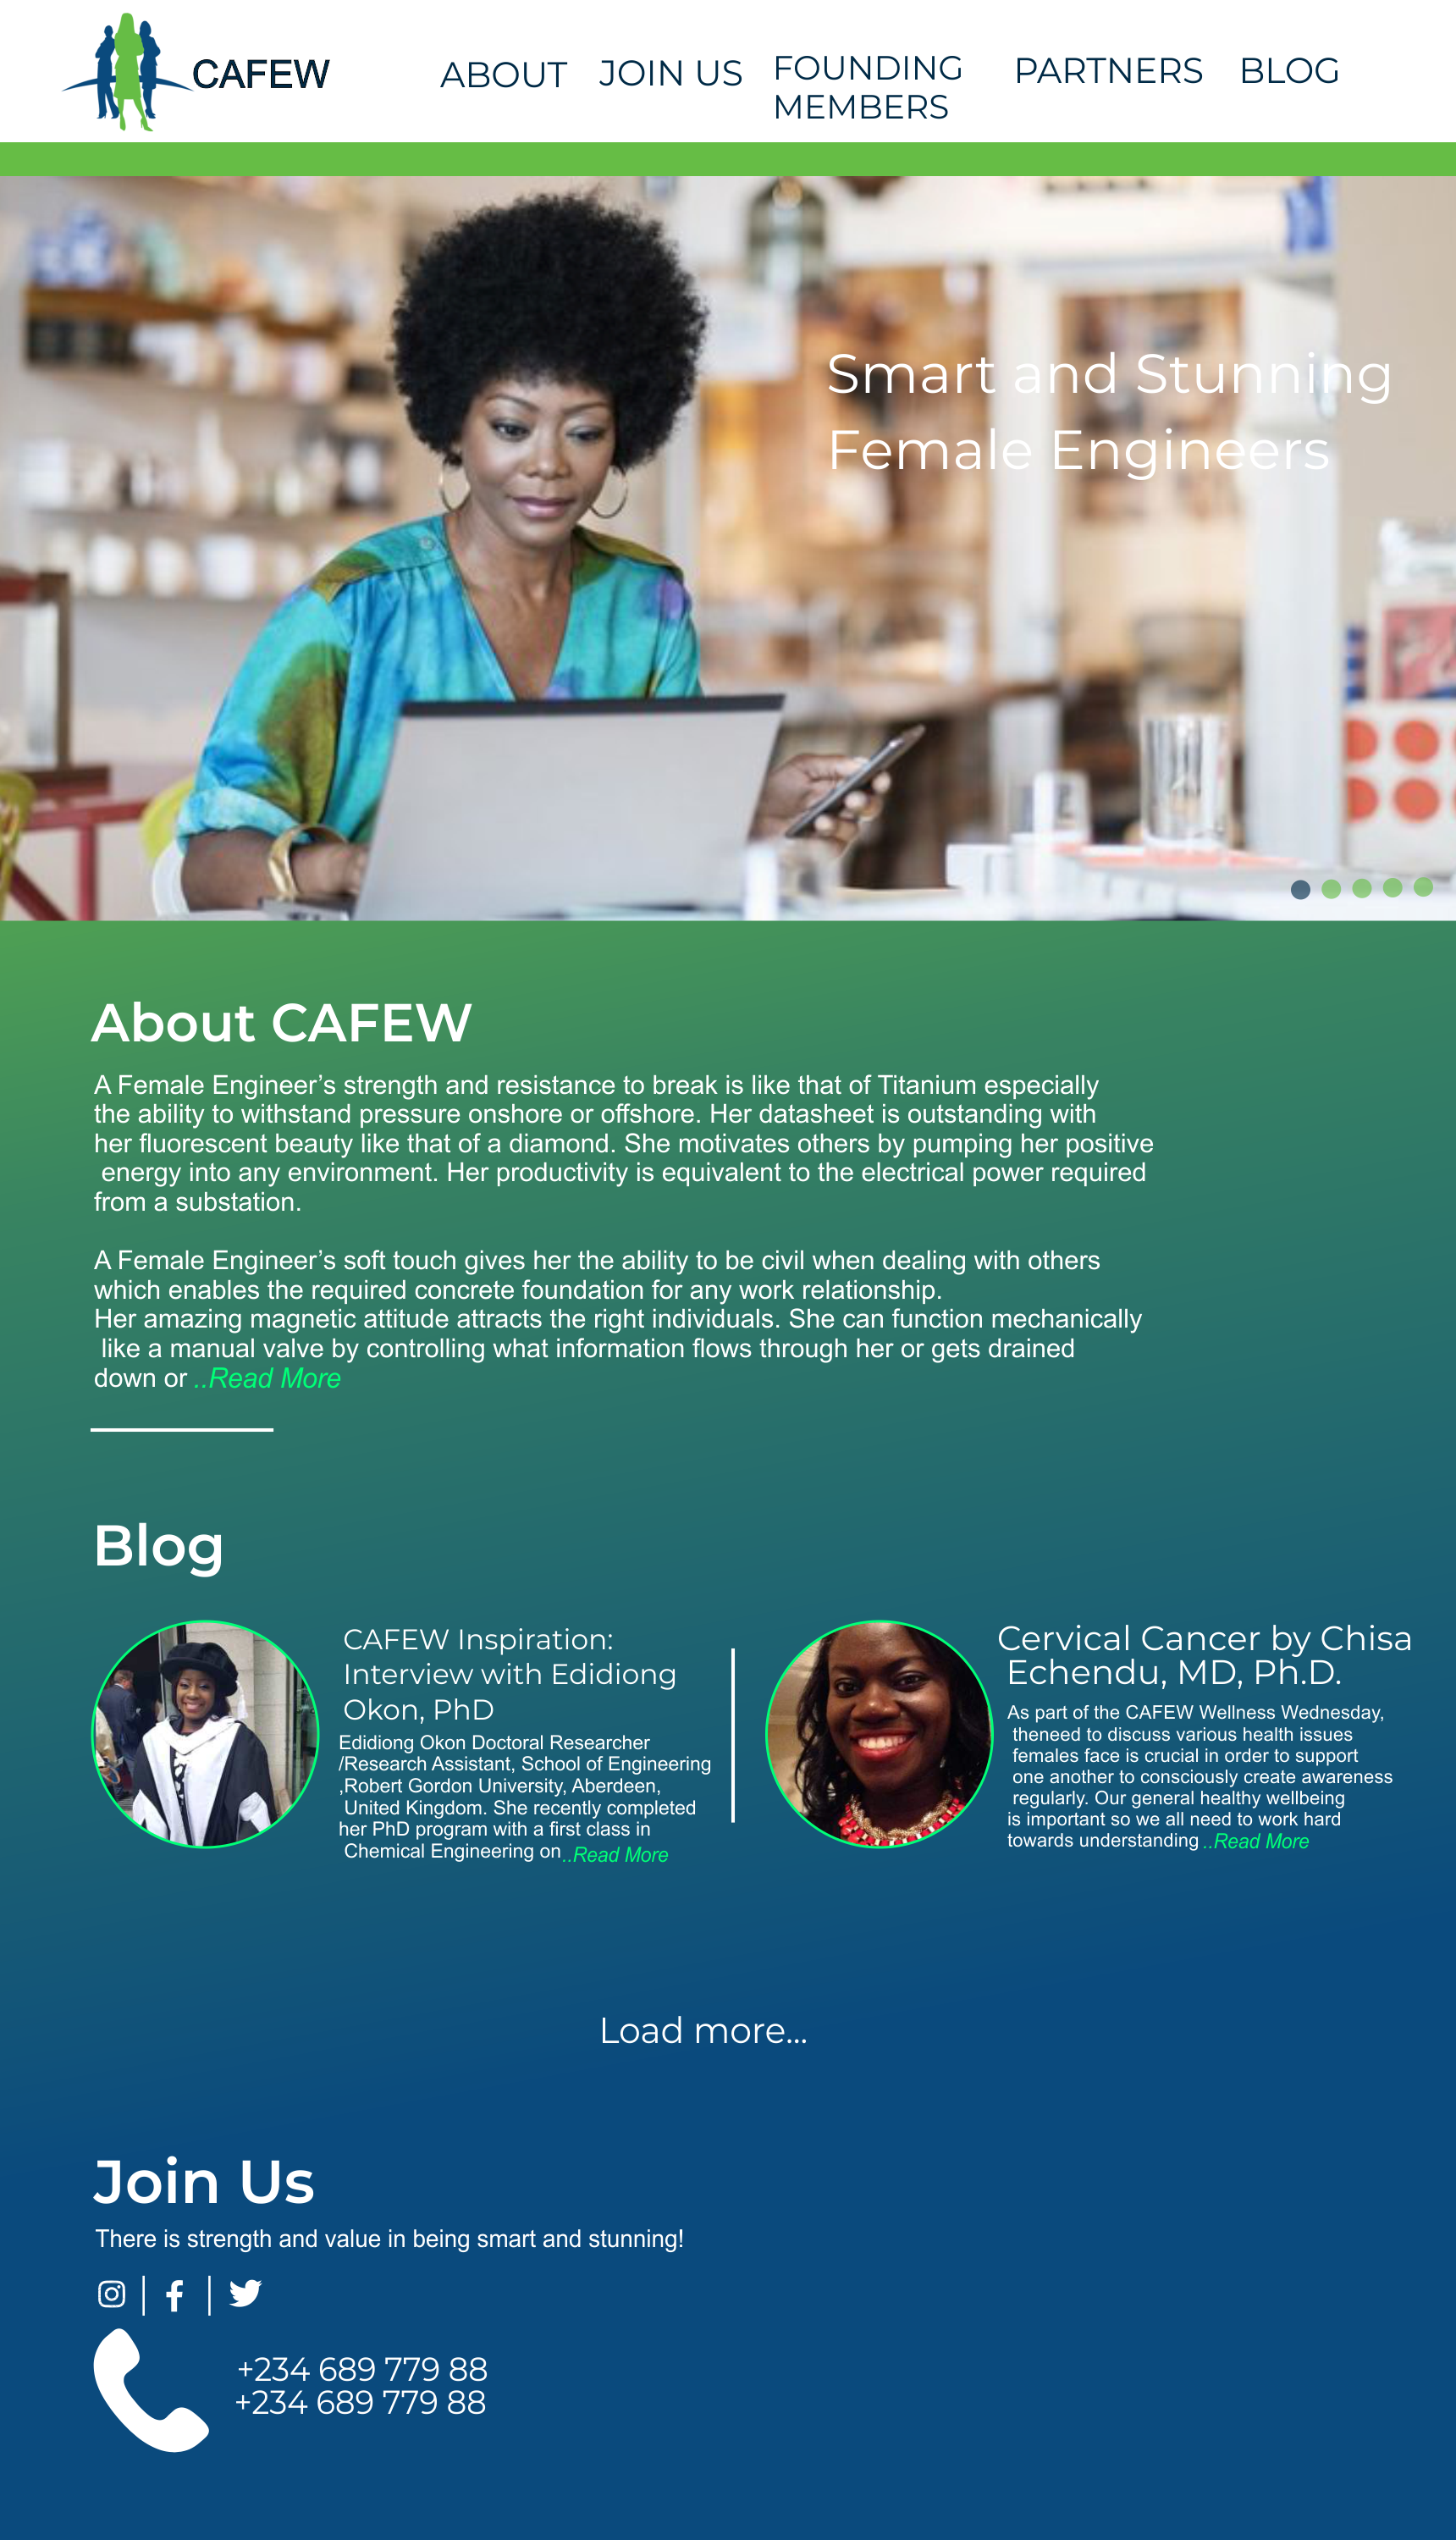 CAFEW
ABOUT
JOIN US
FOUNDING
MEMBERS
PARTNERS
BLOG
Smart and Stunning
Female Engineers
About CAFEW
A Female Engineer’s strength and resistance to break is like that of Titanium especially
the ability to withstand pressure onshore or offshore. Her datasheet is outstanding with
her fluorescent beauty like that of a diamond. She motivates others by pumping her positive
energy into any environment. Her productivity is equivalent to the electrical power required
from a substation.
A Female Engineer’s soft touch gives her the ability to be civil when dealing with others
which enables the required concrete foundation for any work relationship.
Her amazing magnetic attitude attracts the right individuals. She can function mechanically
like a manual valve by controlling what information flows through her or gets drained
down or ..Read More
Blog
CAFEW Inspiration:
Interview with Edidiong
Okon, PhD
Edidiong Okon Doctoral Researcher
/Research Assistant, School of Engineering
,Robert Gordon University, Aberdeen,
United Kingdom. She recently completed
her PhD program with a first class in
Chemical Engineering on..Read More
Cervical Cancer by Chisa
Echendu, MD, Ph.D.
As part of the CAFEW Wellness Wednesday,
theneed to discuss various health issues
females face is crucial in order to support
one another to consciously create awareness
regularly. Our general healthy wellbeing
is important so we all need to work hard
towards understanding ..Read More
Load more...
Join Us
There is strength and value in being smart and stunning!
+234 689 779 88
+234 689 779 88